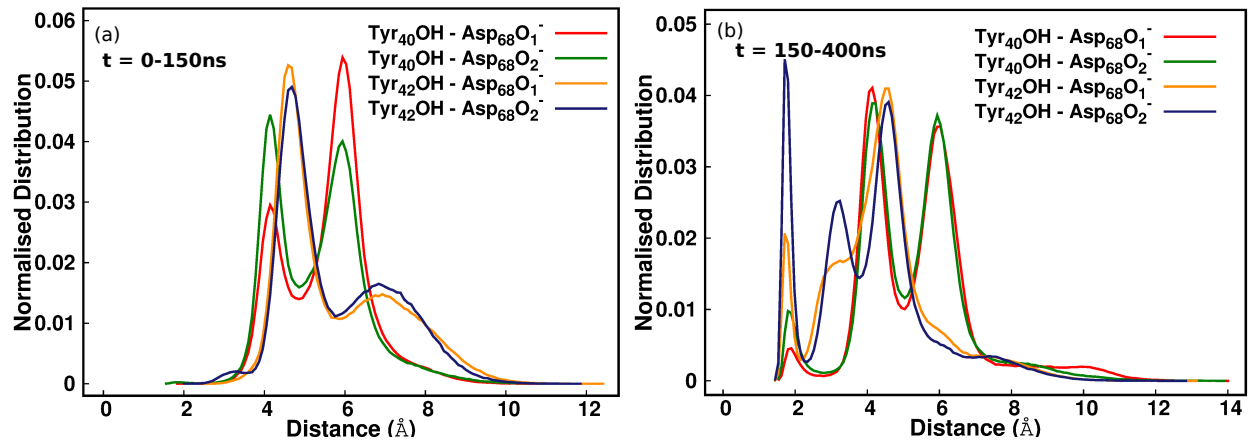 (a)
t = 0-150ns
Tyr40OH - Asp68O1-
Tyr40OH - Asp68O2-
Tyr42OH - Asp68O1-
Tyr42OH - Asp68O2-
Normalised Distribution
0.06
0.05
0.04
0.03
0.02
0.01
0
0 2 4 6 8 10 12
Distance (Å)
(b)
t = 150-400ns
Tyr40OH - Asp68O1-
Tyr40OH - Asp68O2-
Tyr42OH - Asp68O1-
Tyr42OH - Asp68O2-
Normalised Distribution
0.05
0.04
0.03
0.02
0.01
0
0 2 4 6 8 10 12 14
Distance (Å)